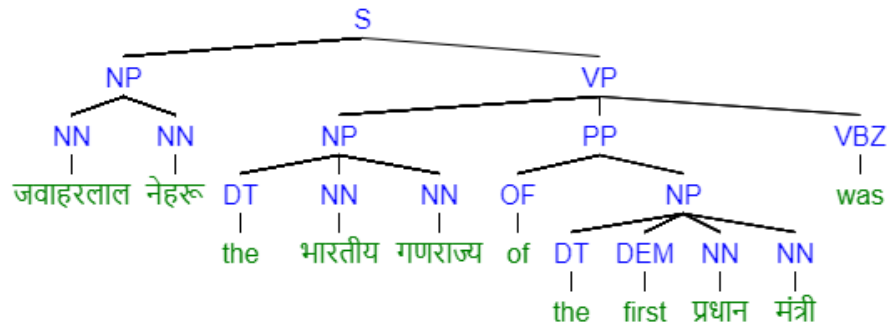 S
NP VP
NN NN NP PP VBZ
जवाहरलाल नेहरू DT NN NN OF NP was
the भारतीय गणराज्य of DT DEM NN NN
the first प्रधान मंत्री